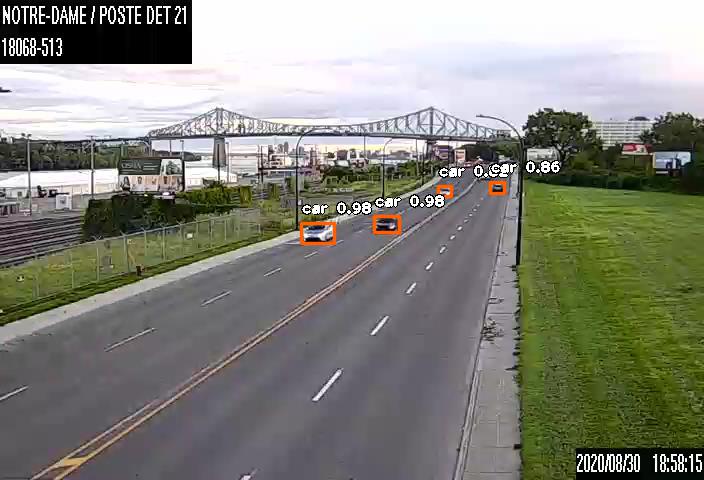 NOTRE-DAME / POSTE DET 21
18068-513
car 0.86
car 0.98
car 0.98
2020/08/30 18:58:15